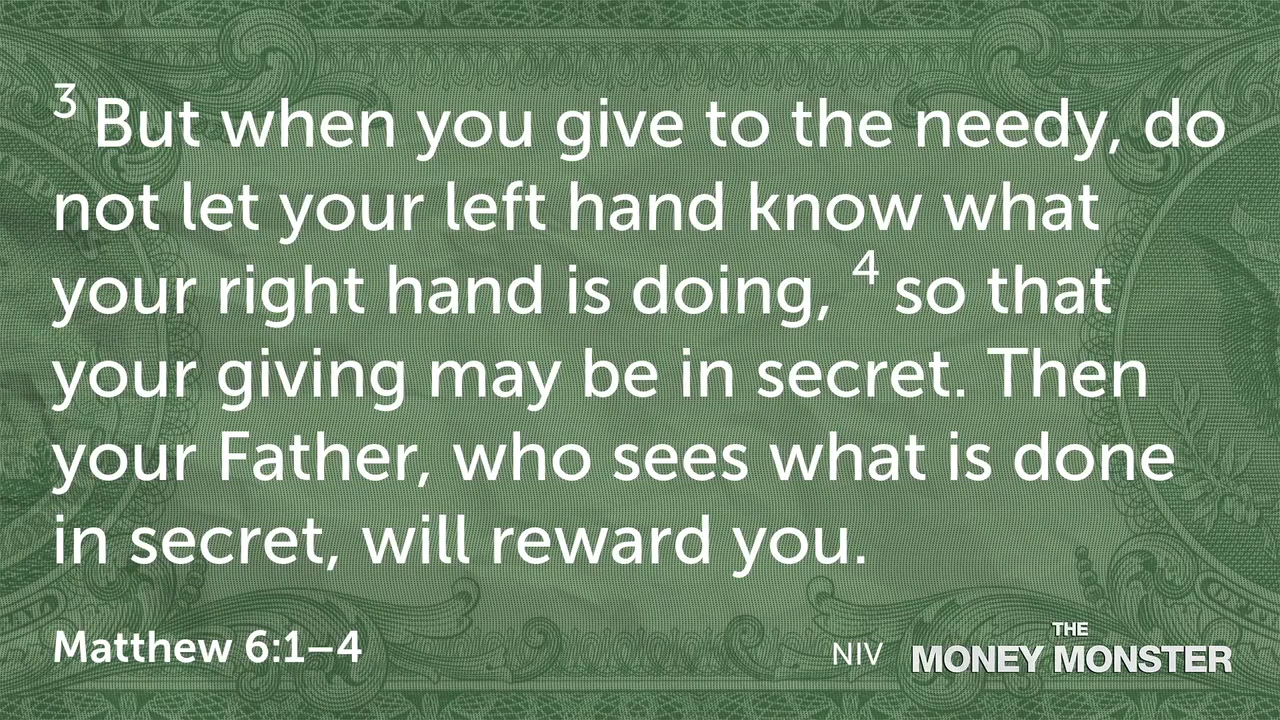 3 But when you give to the needy, do
not let your left hand know what
your right hand is doing, 4 so that
your giving may be in secret. Then
your Father, who sees what is done
in secret, will reward you.
Matthew 6:1–4
NIV
THE
MONEY MONSTER